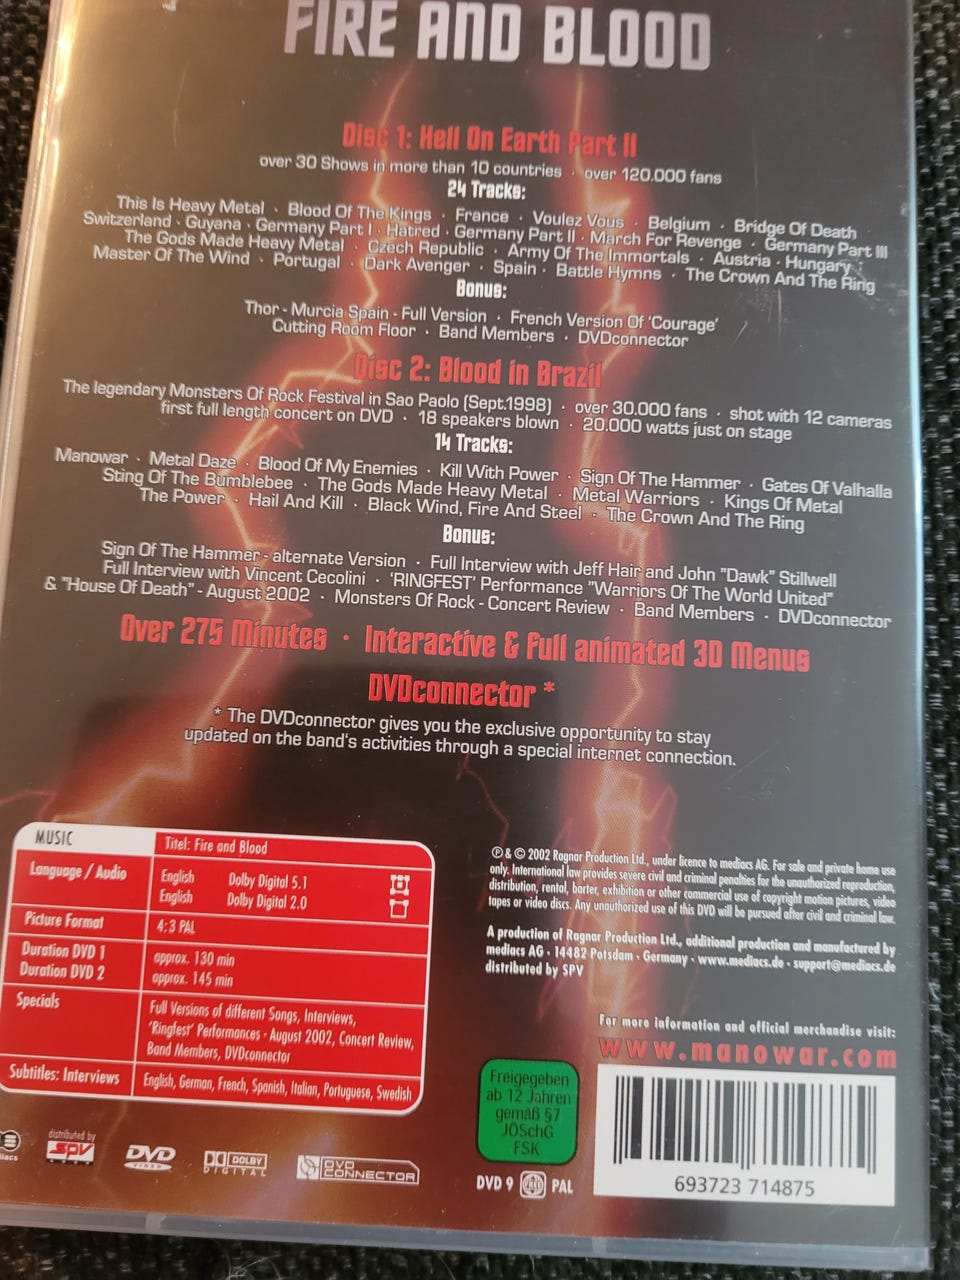 FIRE AND BLOOD
Disc 1: Hell On Earth Part II
over 30 Shows in more than 10 countries · over 120.000 fans
24 Tracks:
This Is Heavy Metal · Blood Of The Kings · France · Voulez Vous · Belgium · Bridge Of Death
Switzerland · Guyana · Germany Part I · Hatred · Germany Part II · March For Revenge · Germany Part III
The Gods Made Heavy Metal · Czech Republic · Army Of The Immortals · Austria · Hungary
Master Of The Wind · Portugal · Dark Avenger · Spain · Battle Hymns · The Crown And The Ring
Bonus:
Thor - Murcia Spain - Full Version · French Version Of 'Courage'
Cutting Room Floor · Band Members · DVDconnector
Disc 2: Blood in Brazil
The legendary Monsters Of Rock Festival in Sao Paolo (Sept.1998) · over 30.000 fans · shot with 12 cameras
first full length concert on DVD · 18 speakers blown · 20.000 watts just on stage
14 Tracks:
Manowar · Metal Daze · Blood Of My Enemies · Kill With Power · Sign Of The Hammer · Gates Of Valhalla
Sting Of The Bumblebee · The Gods Made Heavy Metal · Metal Warriors · Kings Of Metal
The Power · Hail And Kill · Black Wind, Fire And Steel · The Crown And The Ring
Bonus:
Sign Of The Hammer - alternate Version · Full Interview with Jeff Hair and John "Dawk" Stillwell
Full Interview with Vincent Cecolini · 'RINGFEST' Performance "Warriors Of The World United"
& "House Of Death" - August 2002 · Monsters Of Rock - Concert Review · Band Members · DVDconnector
Over 275 Minutes · Interactive & full animated 3D Menus
DVDconnector *
* The DVDconnector gives you the exclusive opportunity to stay
updated on the band's activities through a special internet connection.
MUSIC Titel: Fire and Blood
Language / Audio English Dolby Digital 5.1
English Dolby Digital 2.0
Picture Format 4:3 PAL
Duration DVD 1 approx. 130 min
Duration DVD 2 approx. 145 min
Specials Full Versions of different Songs, Interviews,
'Ringfest' Performances · August 2002, Concert Review,
Band Members, DVDconnector
Subtitles: Interviews English, German, French, Spanish, Italian, Portuguese, Swedish
℗ & © 2002 Ragnar Production Ltd., under licence to mediacs AG. For sale and private home use
only. International law provides severe civil and criminal penalties for the unauthorized reproduction,
distribution, rental, barter, exhibition or other commercial use of copyright motion pictures, video
tapes or video discs. Any unauthorized use of this DVD will be pursued after civil and criminal law.
A production of Ragnar Production Ltd., additional production and manufactured by
mediacs AG · 14482 Potsdam · Germany · www.mediacs.de · support@mediacs.de
distributed by SPV
For more information and official merchandise visit:
www.manowar.com
Freigegeben
ab 12 Jahren
gemäß §7
JÖSchG
FSK
distributed by
SPV
DVD
VIDEO
DOLBY
DIGITAL
DVD
CONNECTOR
DVD 9 PAL
693723 714875